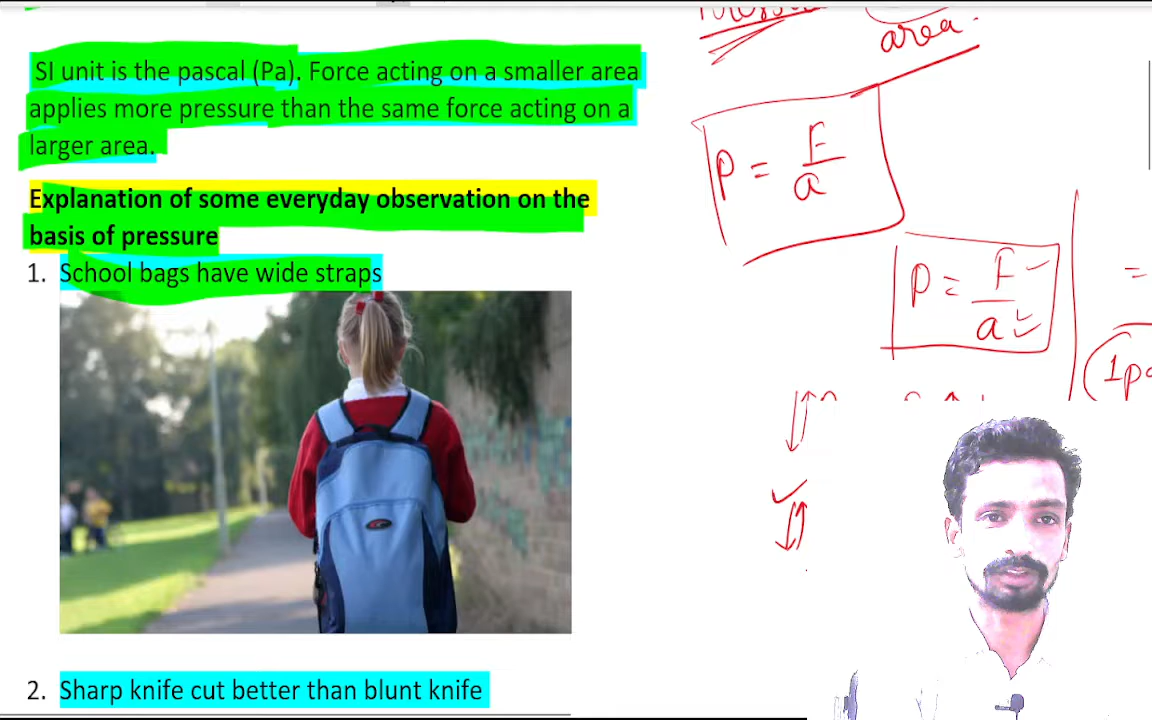 SI unit is the pascal (Pa). Force acting on a smaller area
applies more pressure than the same force acting on a
larger area.
Explanation of some everyday observation on the
basis of pressure
1. School bags have wide straps
2. Sharp knife cut better than blunt knife
area.
P = F
a
P = F
a
=